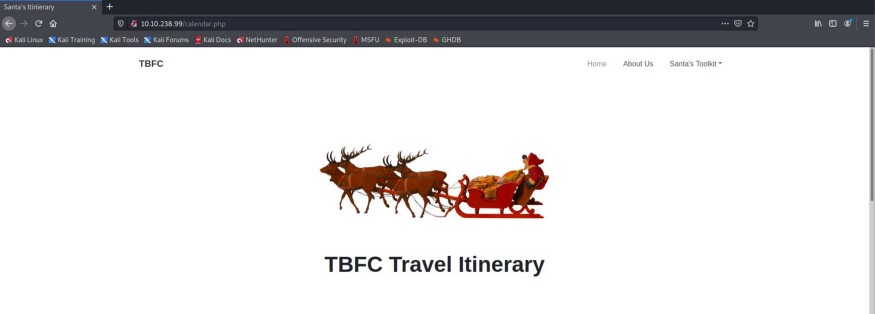 Santa's Itinierary
10.10.238.99/calendar.php
Kali Linux Kali Training Kali Tools Kali Forums Kali Docs NetHunter Offensive Security MSFU Exploit-DB GHDB
TBFC Home About Us Santa's Toolkit
TBFC Travel Itinerary